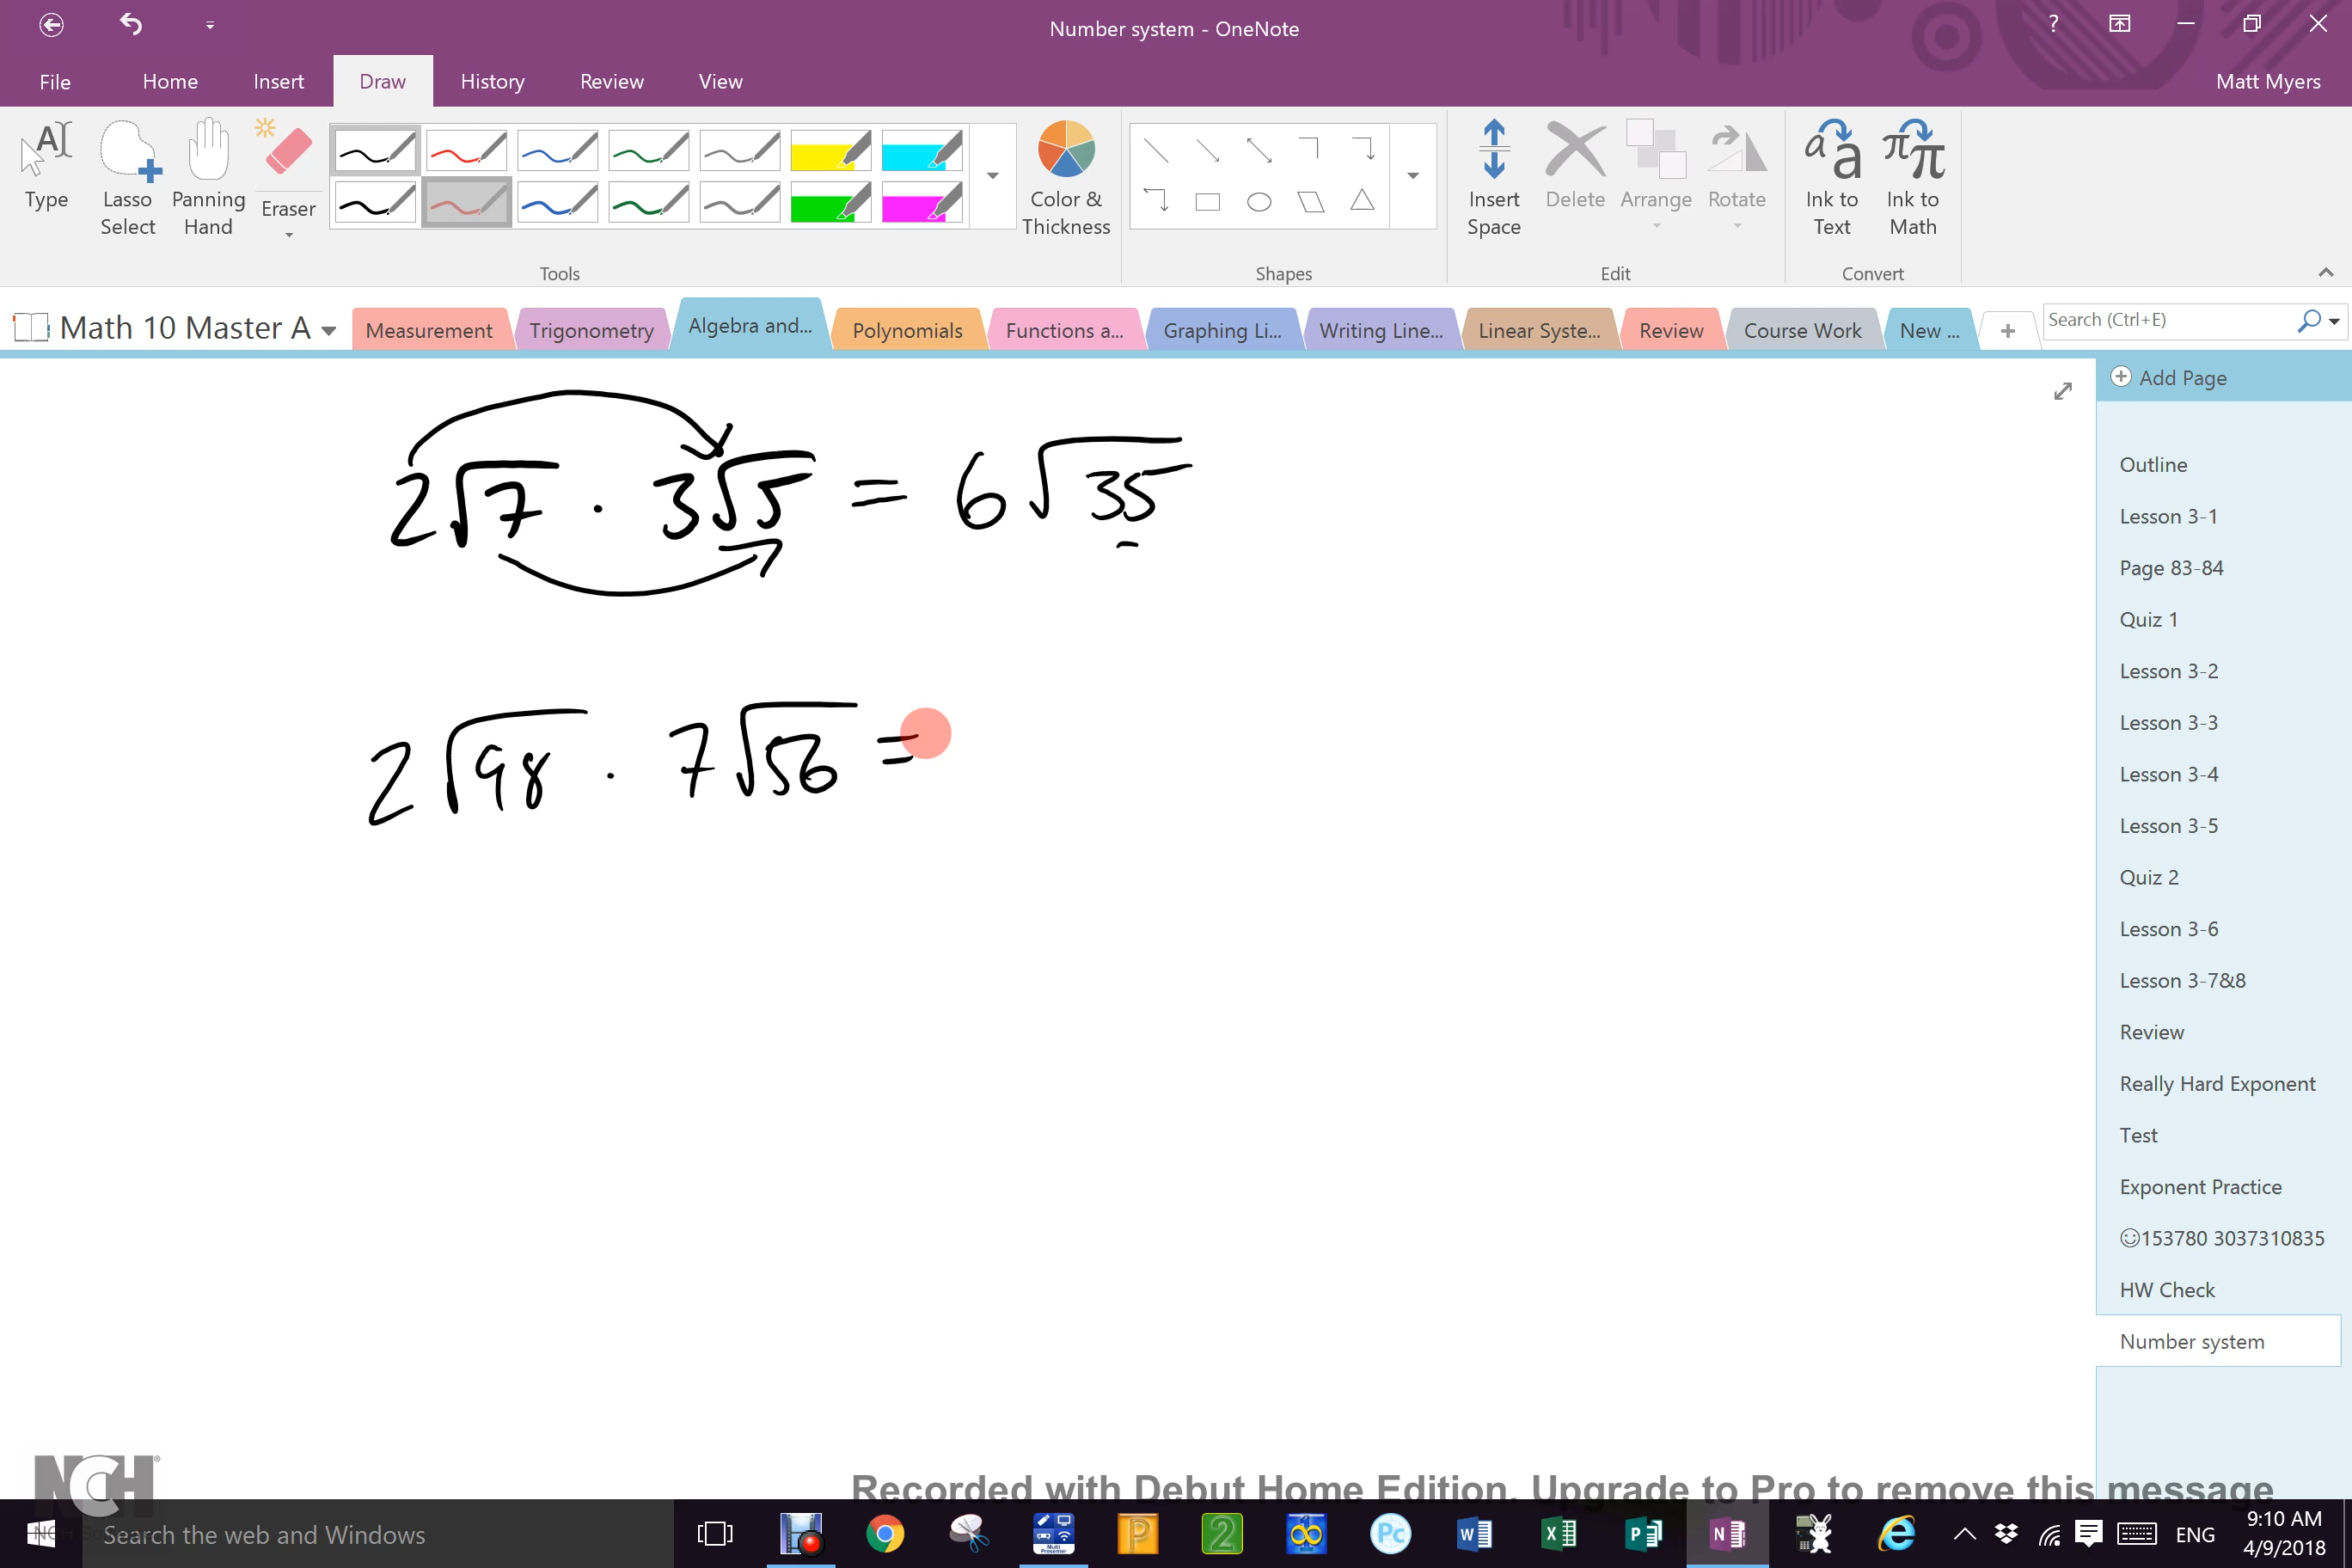 Number system - OneNote
?
File Home Insert Draw History Review View Matt Myers
Type Lasso Select Panning Hand Eraser Color & Thickness Insert Space Delete Arrange Rotate Ink to Text Ink to Math
Tools Shapes Edit Convert
Math 10 Master A Measurement Trigonometry Algebra and... Polynomials Functions a... Graphing Li... Writing Line... Linear Syste... Review Course Work New ... + Search (Ctrl+E)
Add Page
2√7 · 3√5 = 6√35
2√98 · 7√56 =
Outline
Lesson 3-1
Page 83-84
Quiz 1
Lesson 3-2
Lesson 3-3
Lesson 3-4
Lesson 3-5
Quiz 2
Lesson 3-6
Lesson 3-7&8
Review
Really Hard Exponent
Test
Exponent Practice
☺153780 3037310835
HW Check
Number system
NCH
Recorded with Debut Home Edition. Upgrade to Pro to remove this message
Search the web and Windows
ENG
9:10 AM
4/9/2018